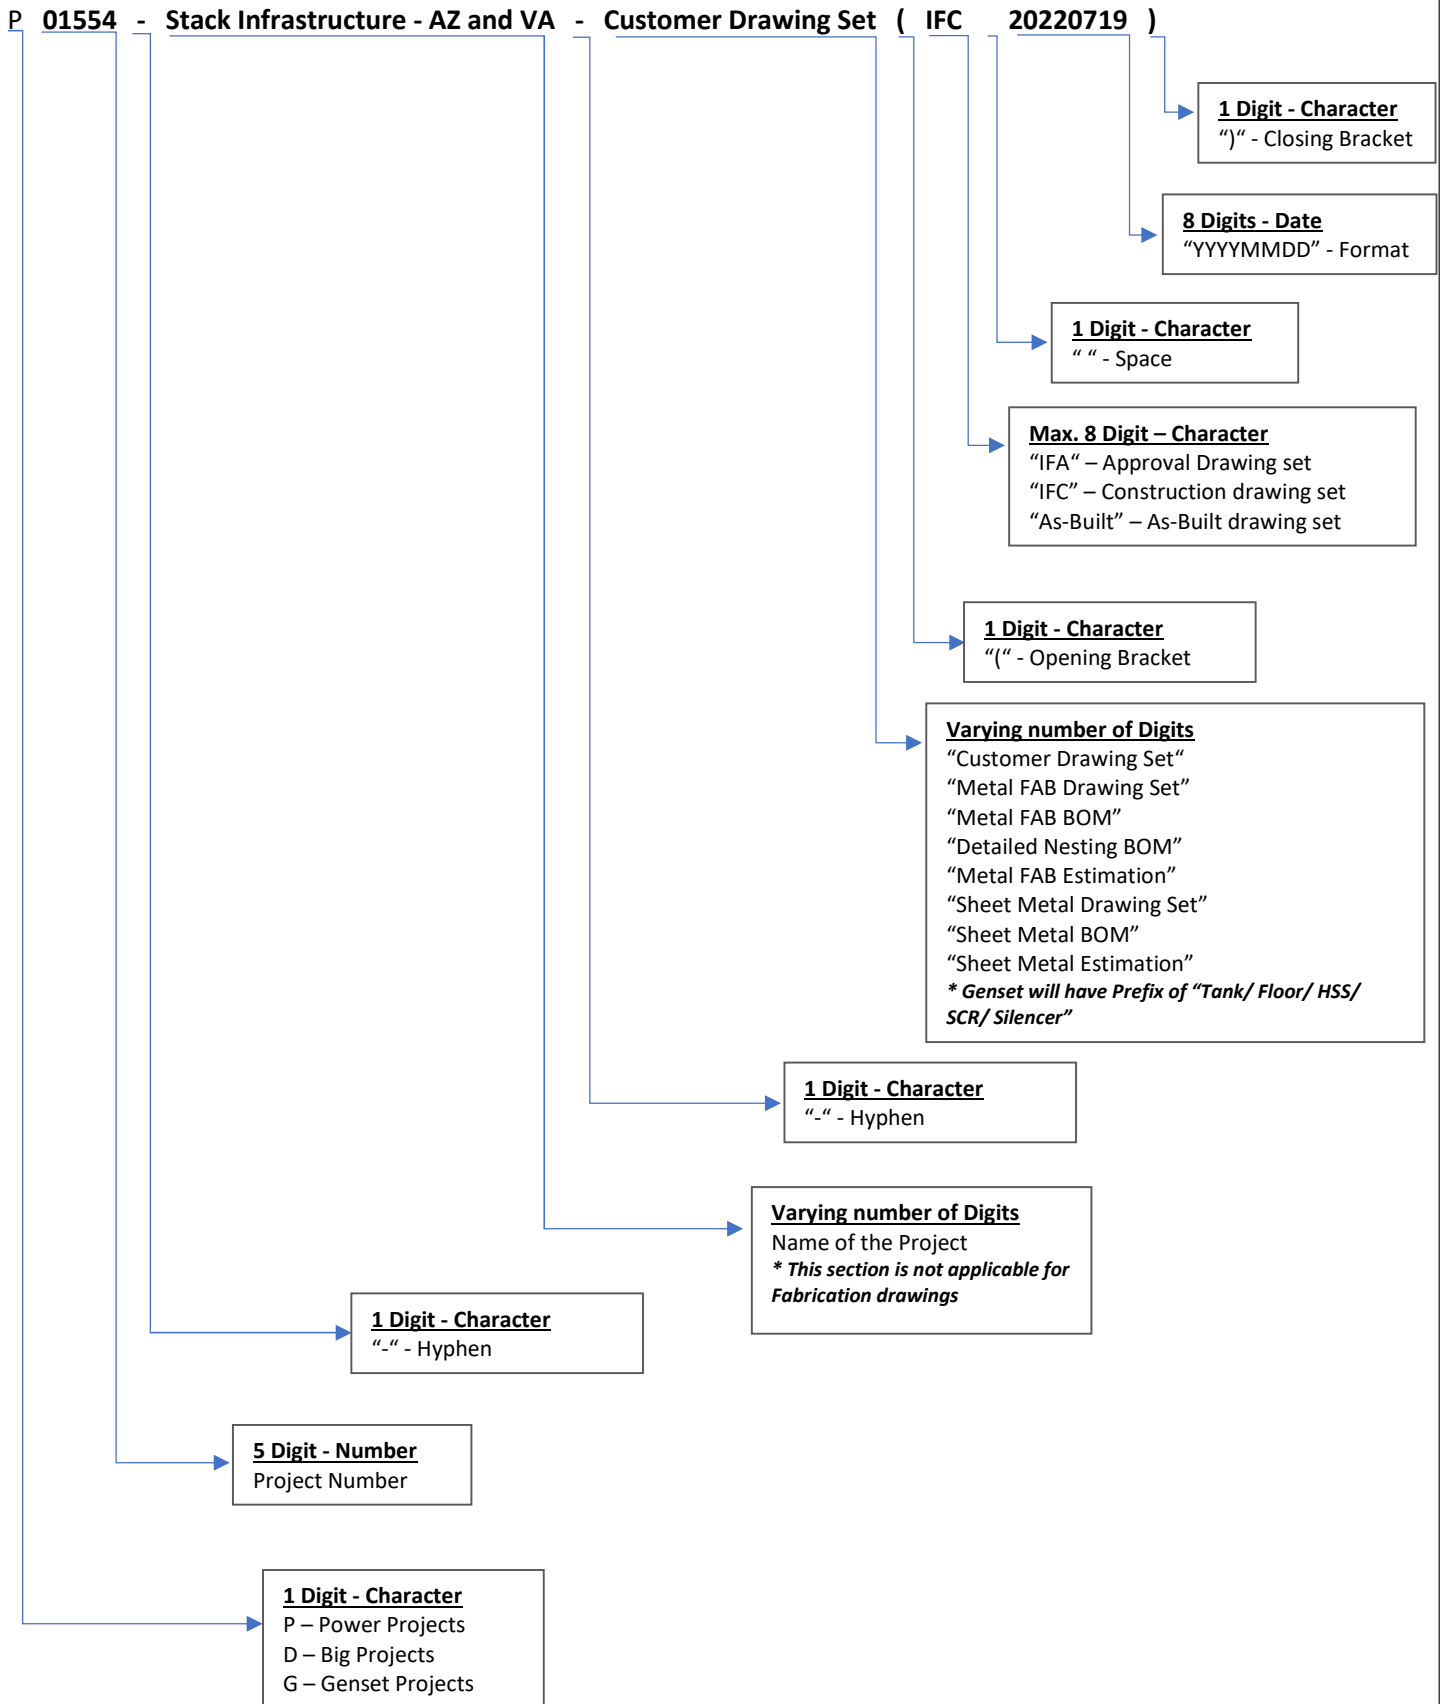 P 01554 - Stack Infrastructure - AZ and VA - Customer Drawing Set ( IFC 20220719 )
1 Digit - Character
“)“ - Closing Bracket
8 Digits - Date
“YYYYMMDD” - Format
1 Digit - Character
“ “ - Space
Max. 8 Digit – Character
“IFA“ – Approval Drawing set
“IFC” – Construction drawing set
“As-Built” – As-Built drawing set
1 Digit - Character
“(“ - Opening Bracket
Varying number of Digits
“Customer Drawing Set“
“Metal FAB Drawing Set”
“Metal FAB BOM”
“Detailed Nesting BOM”
“Metal FAB Estimation”
“Sheet Metal Drawing Set”
“Sheet Metal BOM”
“Sheet Metal Estimation”
* Genset will have Prefix of “Tank/ Floor/ HSS/
SCR/ Silencer”
1 Digit - Character
“-“ - Hyphen
Varying number of Digits
Name of the Project
* This section is not applicable for
Fabrication drawings
1 Digit - Character
“-“ - Hyphen
5 Digit - Number
Project Number
1 Digit - Character
P – Power Projects
D – Big Projects
G – Genset Projects